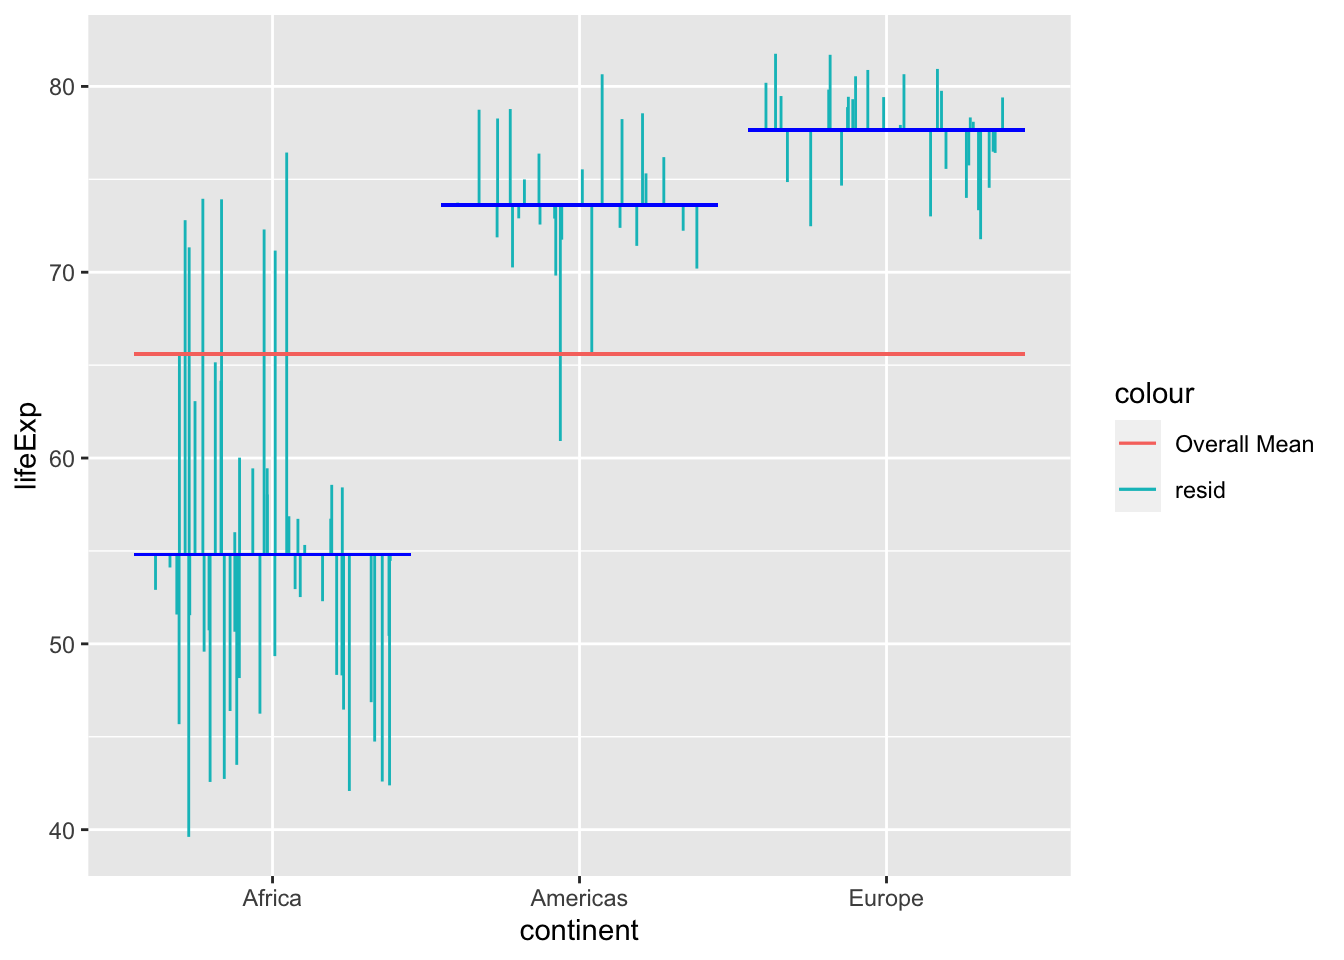 80
70
60
50
40
lifeExp
Africa
Americas
Europe
continent
colour
Overall Mean
resid